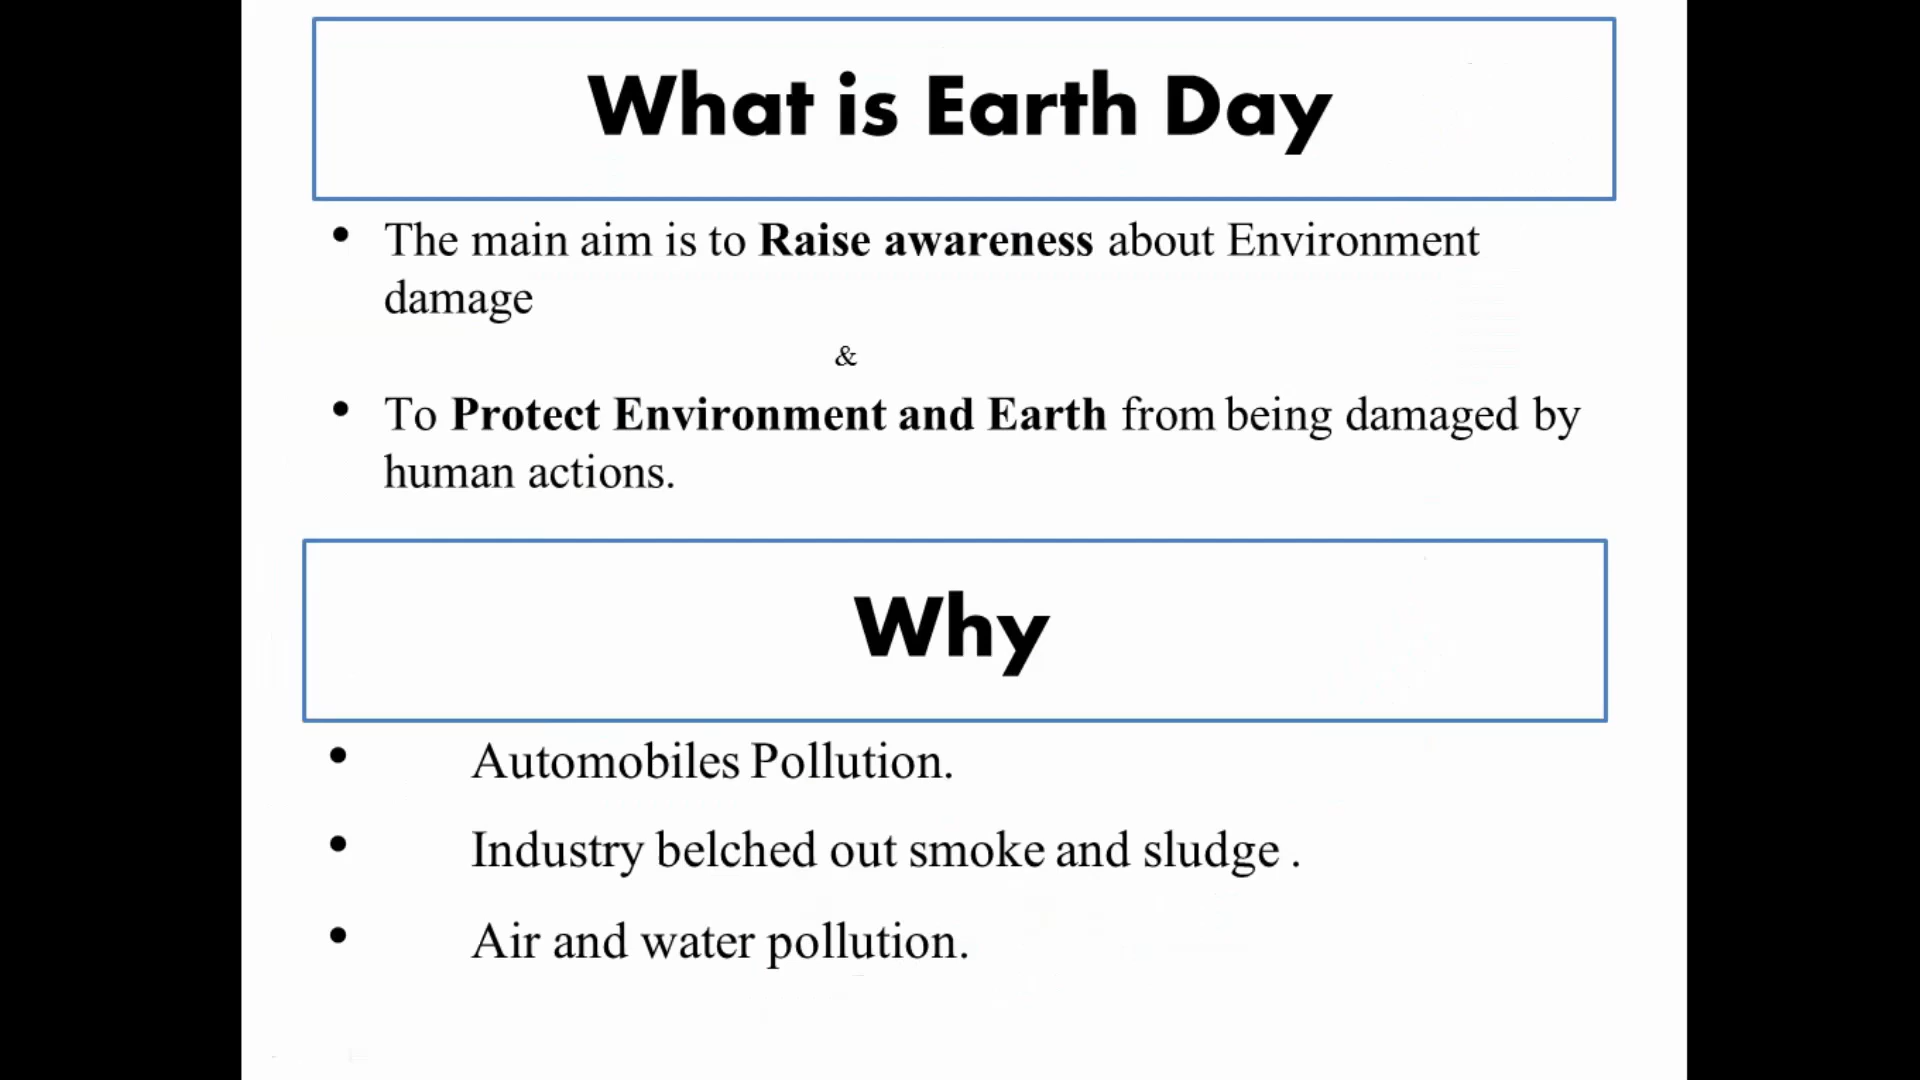 What is Earth Day
• The main aim is to Raise awareness about Environment
damage
&
• To Protect Environment and Earth from being damaged by
human actions.
Why
• Automobiles Pollution.
• Industry belched out smoke and sludge .
• Air and water pollution.